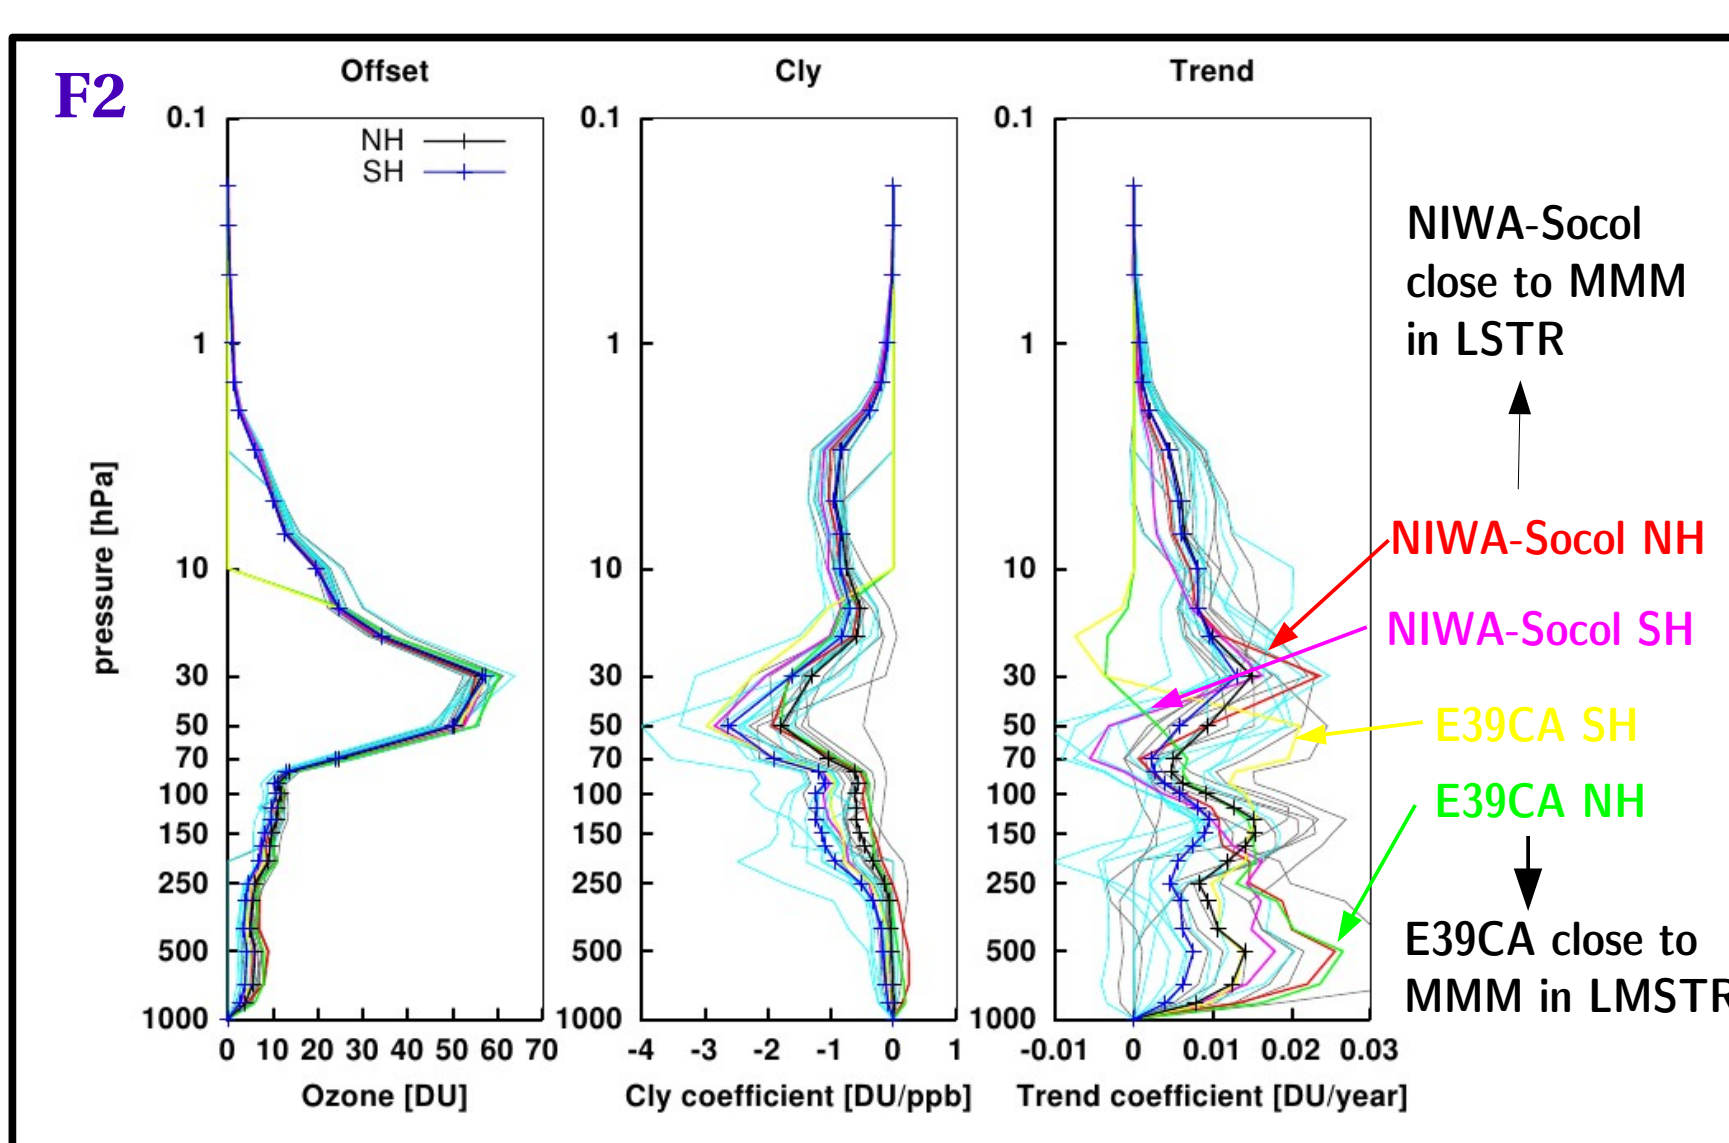 F2
Offset
Cly
Trend
NH
SH
pressure [hPa]
0.1
1
10
30
50
70
100
150
250
500
1000
0 10 20 30 40 50 60 70
Ozone [DU]
0.1
1
10
30
50
70
100
150
250
500
1000
-4 -3 -2 -1 0 1
Cly coefficient [DU/ppb]
0.1
1
10
30
50
70
100
150
250
500
1000
-0.01 0 0.01 0.02 0.03
Trend coefficient [DU/year]
NIWA-Socol
close to MMM
in LSTR
NIWA-Socol NH
NIWA-Socol SH
E39CA SH
E39CA NH
E39CA close to
MMM in LMSTR